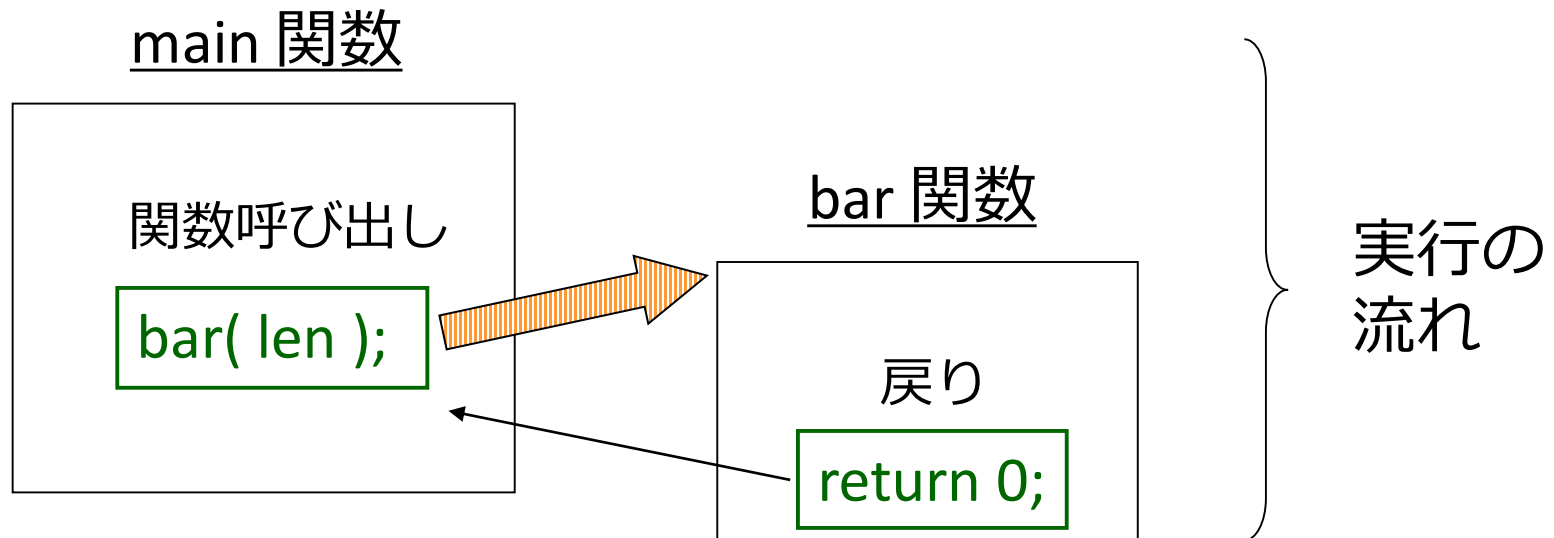 main 関数
関数呼び出し
bar( len );
bar 関数
戻り
return 0;
実行の
流れ